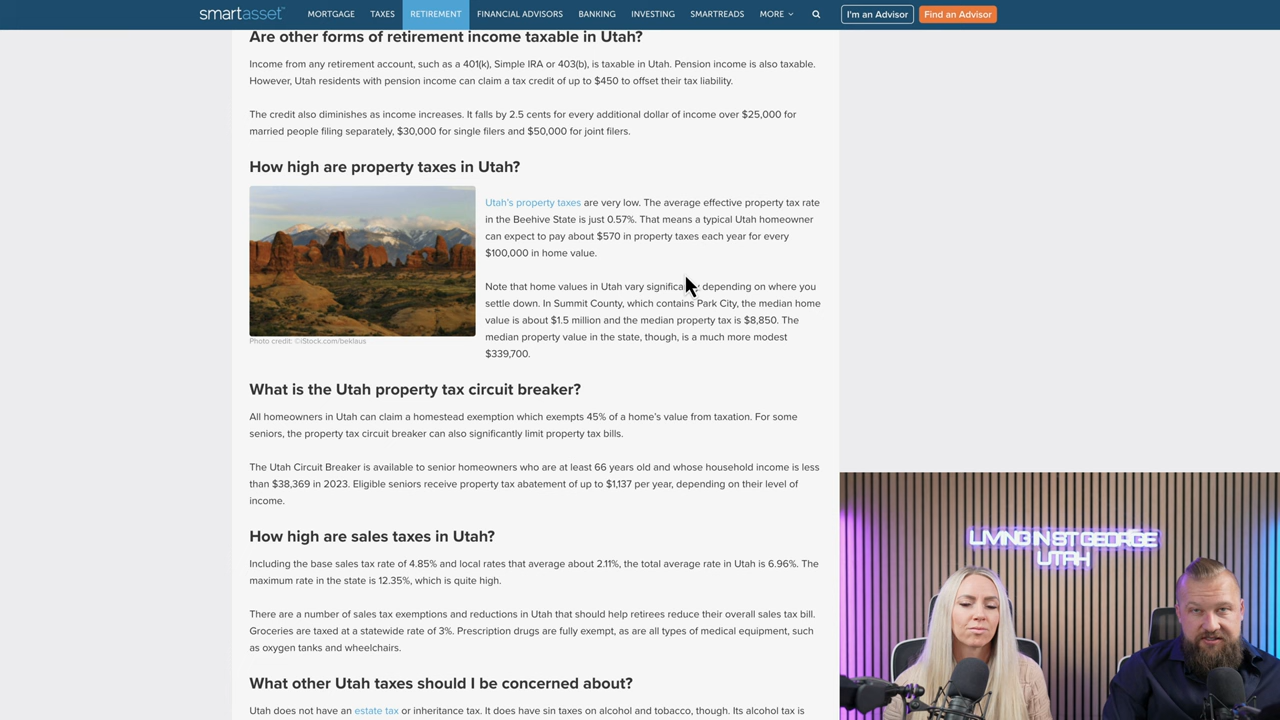 smartasset
MORTGAGE TAXES RETIREMENT FINANCIAL ADVISORS BANKING INVESTING SMARTREADS MORE I'm an Advisor Find an Advisor
Are other forms of retirement income taxable in Utah?
Income from any retirement account, such as a 401(k), Simple IRA or 403(b), is taxable in Utah. Pension income is also taxable.
However, Utah residents with pension income can claim a tax credit of up to $450 to offset their tax liability.
The credit also diminishes as income increases. It falls by 2.5 cents for every additional dollar of income over $25,000 for
married people filing separately, $30,000 for single filers and $50,000 for joint filers.
How high are property taxes in Utah?
Utah's property taxes are very low. The average effective property tax rate
in the Beehive State is just 0.57%. That means a typical Utah homeowner
can expect to pay about $570 in property taxes each year for every
$100,000 in home value.
Note that home values in Utah vary significantly depending on where you
settle down. In Summit County, which contains Park City, the median home
value is about $1.5 million and the median property tax is $8,850. The
median property value in the state, though, is a much more modest
$339,700.
Photo credit: ©iStock.com/beklaus
What is the Utah property tax circuit breaker?
All homeowners in Utah can claim a homestead exemption which exempts 45% of a home's value from taxation. For some
seniors, the property tax circuit breaker can also significantly limit property tax bills.
The Utah Circuit Breaker is available to senior homeowners who are at least 66 years old and whose household income is less
than $38,369 in 2023. Eligible seniors receive property tax abatement of up to $1,137 per year, depending on their level of
income.
How high are sales taxes in Utah?
Including the base sales tax rate of 4.85% and local rates that average about 2.11%, the total average rate in Utah is 6.96%. The
maximum rate in the state is 12.35%, which is quite high.
There are a number of sales tax exemptions and reductions in Utah that should help retirees reduce their overall sales tax bill.
Groceries are taxed at a statewide rate of 3%. Prescription drugs are fully exempt, as are all types of medical equipment, such
as oxygen tanks and wheelchairs.
What other Utah taxes should I be concerned about?
Utah does not have an estate tax or inheritance tax. It does have sin taxes on alcohol and tobacco, though. Its alcohol tax is
LIVING IN ST GEORGE
UTAH